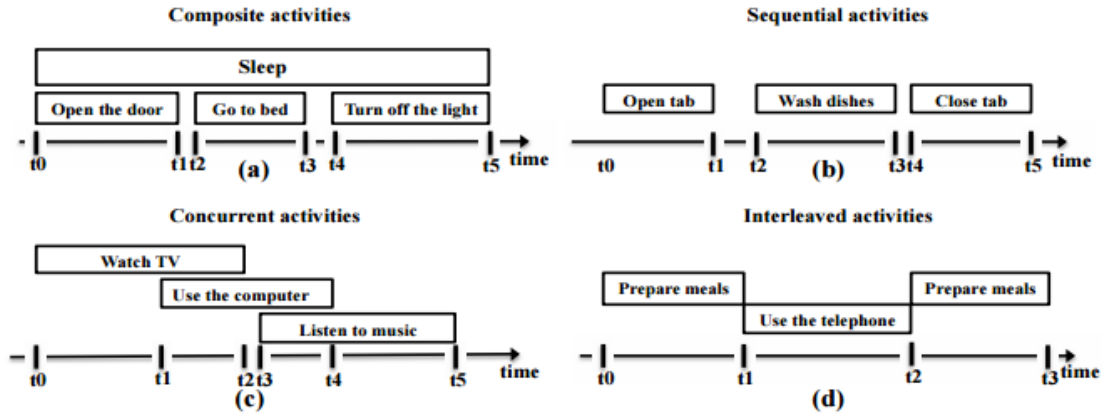 Composite activities
Sleep
Open the door Go to bed Turn off the light
t0 t1 t2 t3 t4 t5 time
(a)
Sequential activities
Open tab Wash dishes Close tab
t0 t1 t2 t3 t4 t5 time
(b)
Concurrent activities
Watch TV
Use the computer
Listen to music
t0 t1 t2 t3 t4 t5 time
(c)
Interleaved activities
Prepare meals Prepare meals
Use the telephone
t0 t1 t2 t3 time
(d)